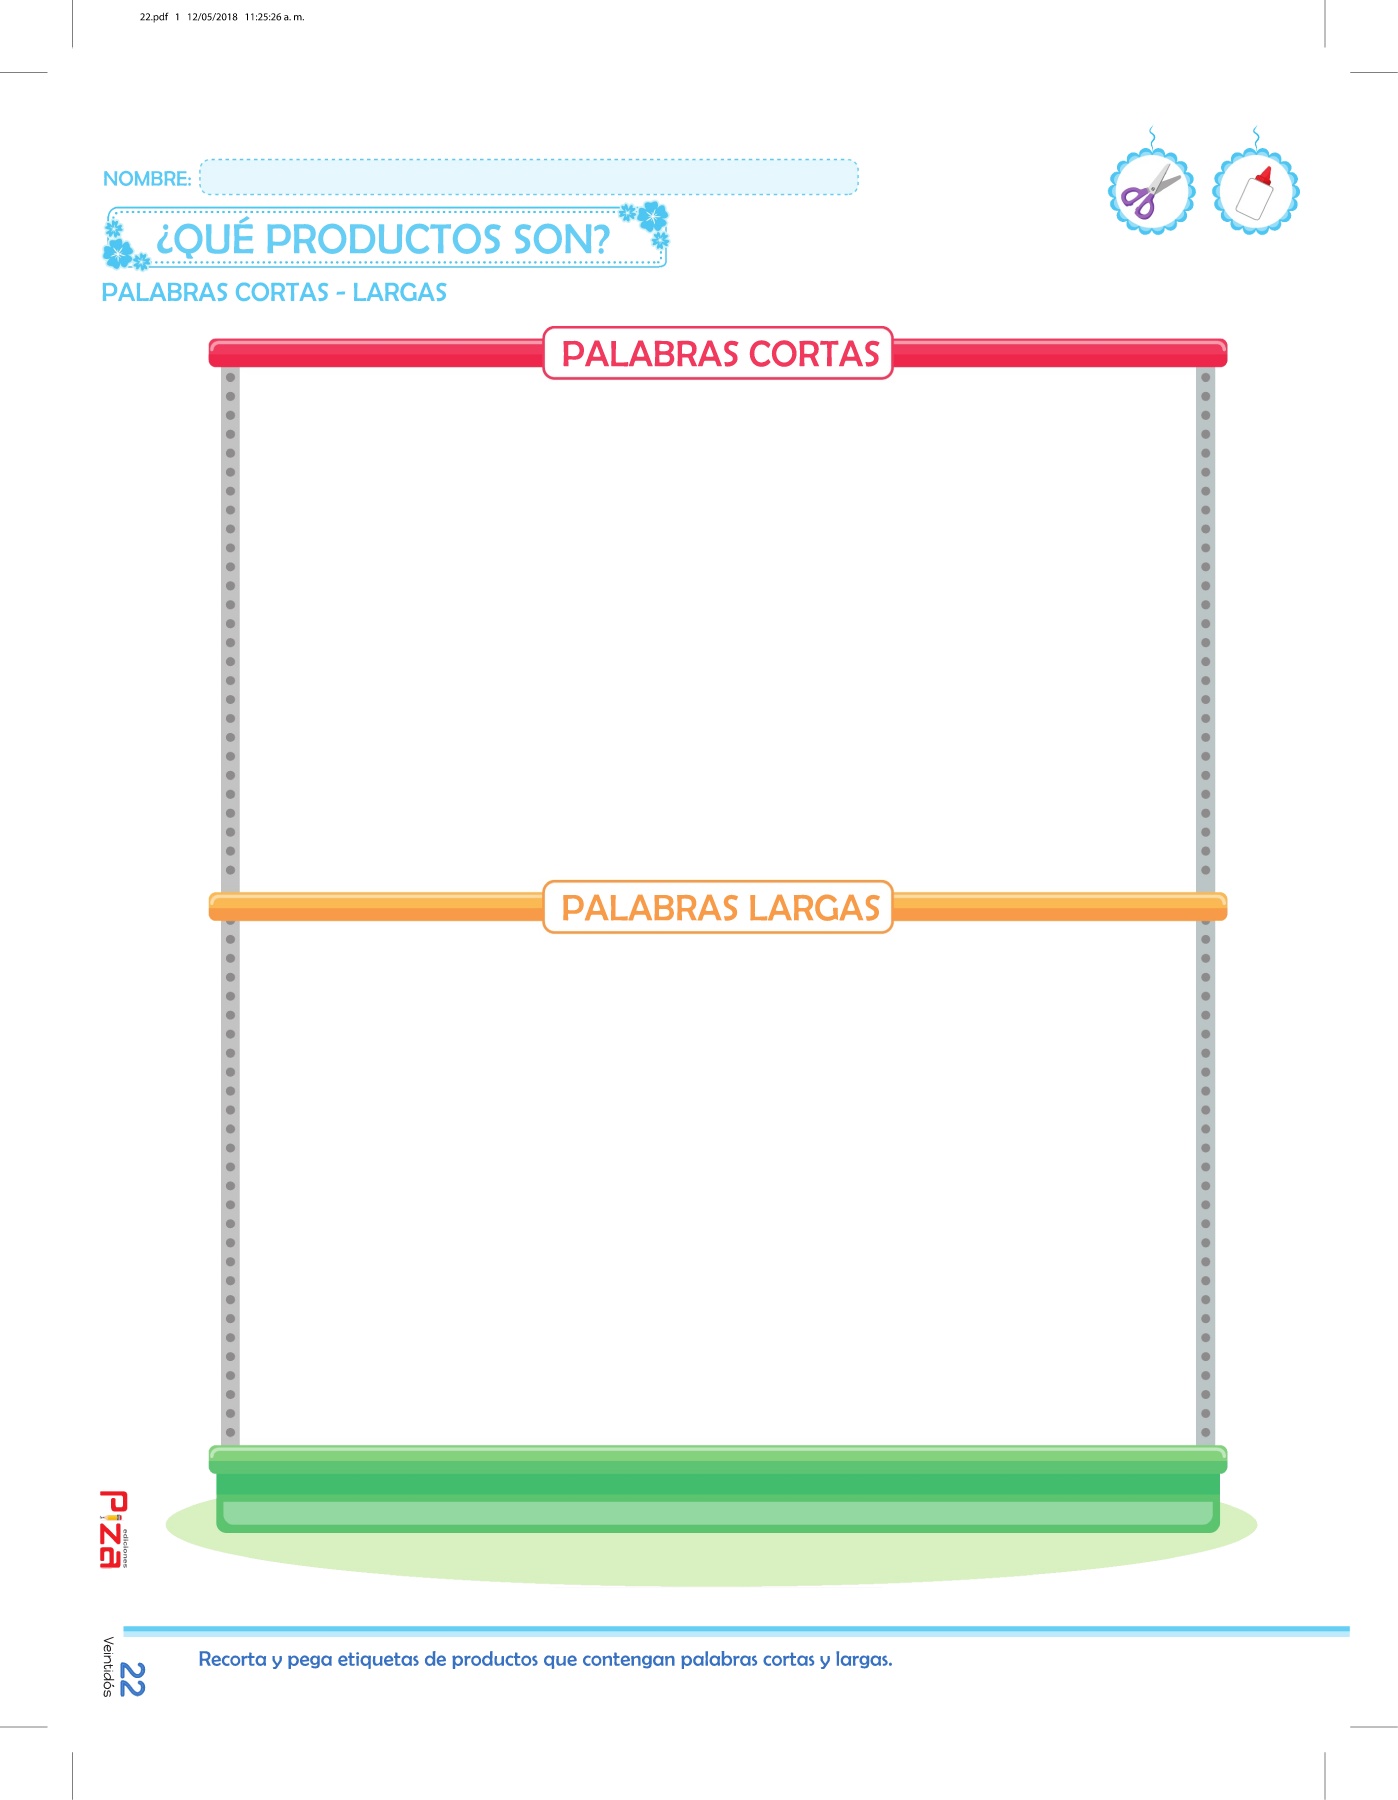 22.pdf 1 12/05/2018 11:25:26 a. m.
NOMBRE:
¿QUÉ PRODUCTOS SON?
PALABRAS CORTAS - LARGAS
PALABRAS CORTAS
PALABRAS LARGAS
Piza
ediciones
Recorta y pega etiquetas de productos que contengan palabras cortas y largas.
22
Veintidós